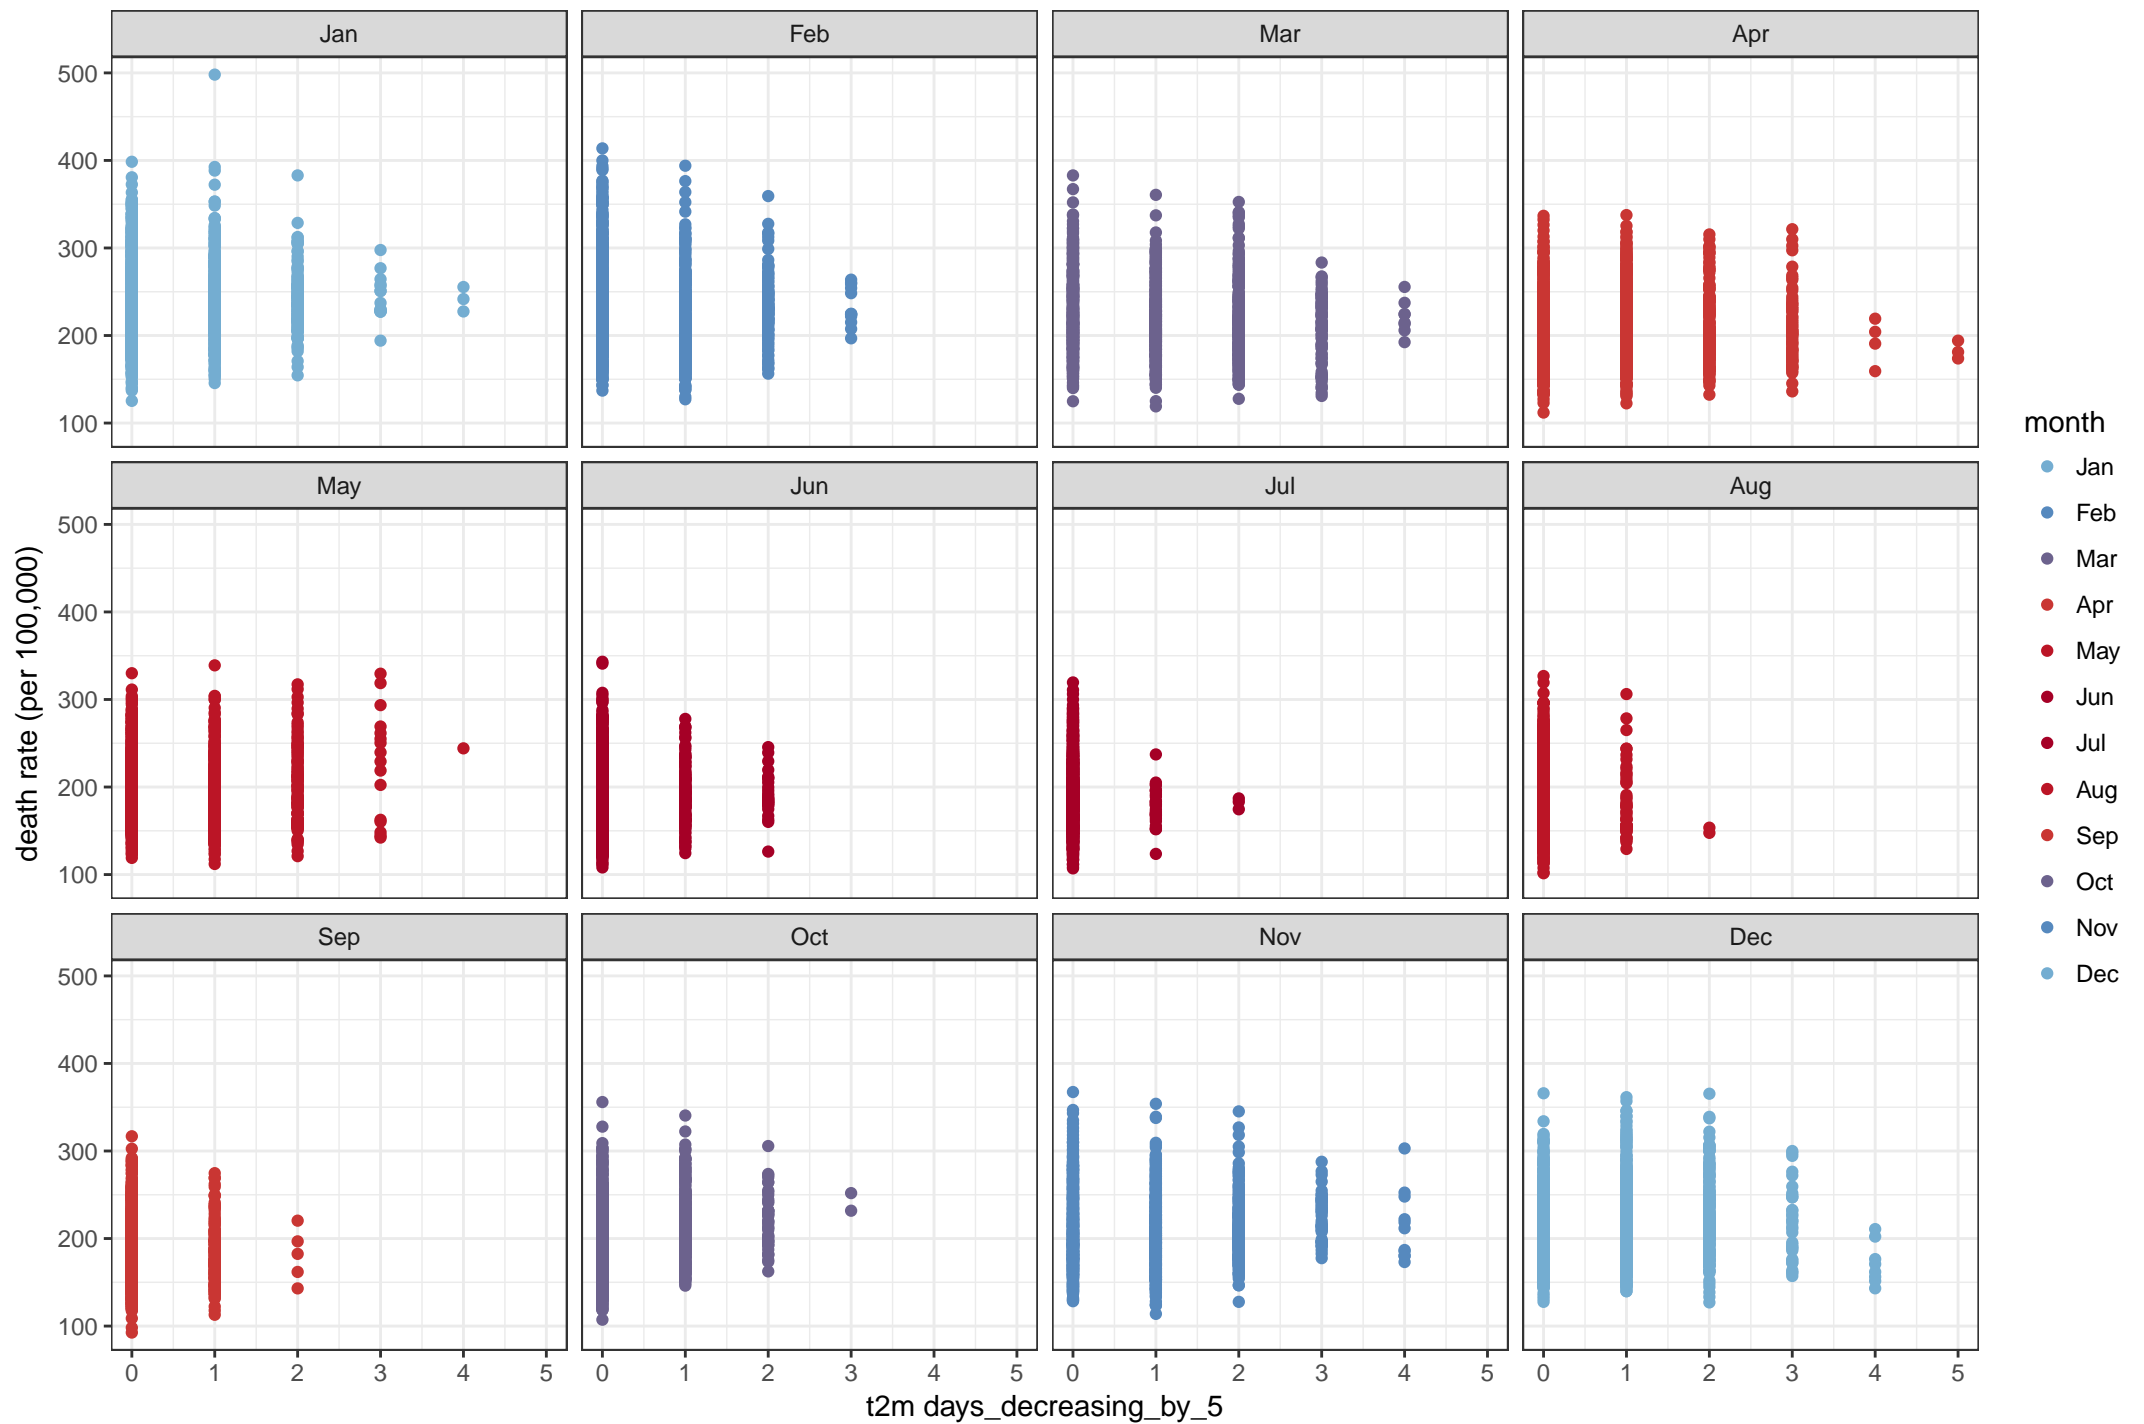 Jan Feb Mar Apr
500
400
300
200
100
May Jun Jul Aug
500
400
300
200
100
Sep Oct Nov Dec
500
400
300
200
100
0 1 2 3 4 5 0 1 2 3 4 5 0 1 2 3 4 5 0 1 2 3 4 5
t2m days_decreasing_by_5
death rate (per 100,000)
month
Jan
Feb
Mar
Apr
May
Jun
Jul
Aug
Sep
Oct
Nov
Dec